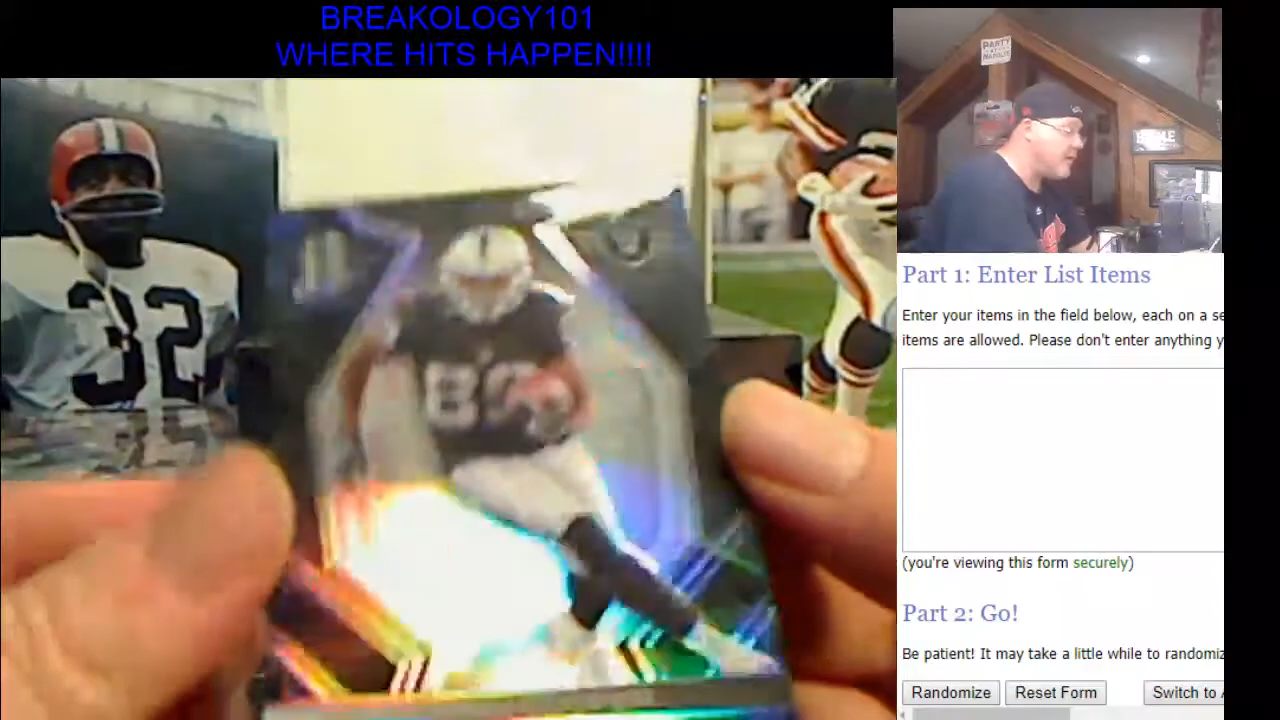 BREAKOLOGY101
WHERE HITS HAPPEN!!!!
PARTY
32
Part 1: Enter List Items
Enter your items in the field below, each on a se
items are allowed. Please don't enter anything y
(you're viewing this form securely)
Part 2: Go!
Be patient! It may take a little while to randomiz
Randomize
Reset Form
Switch to